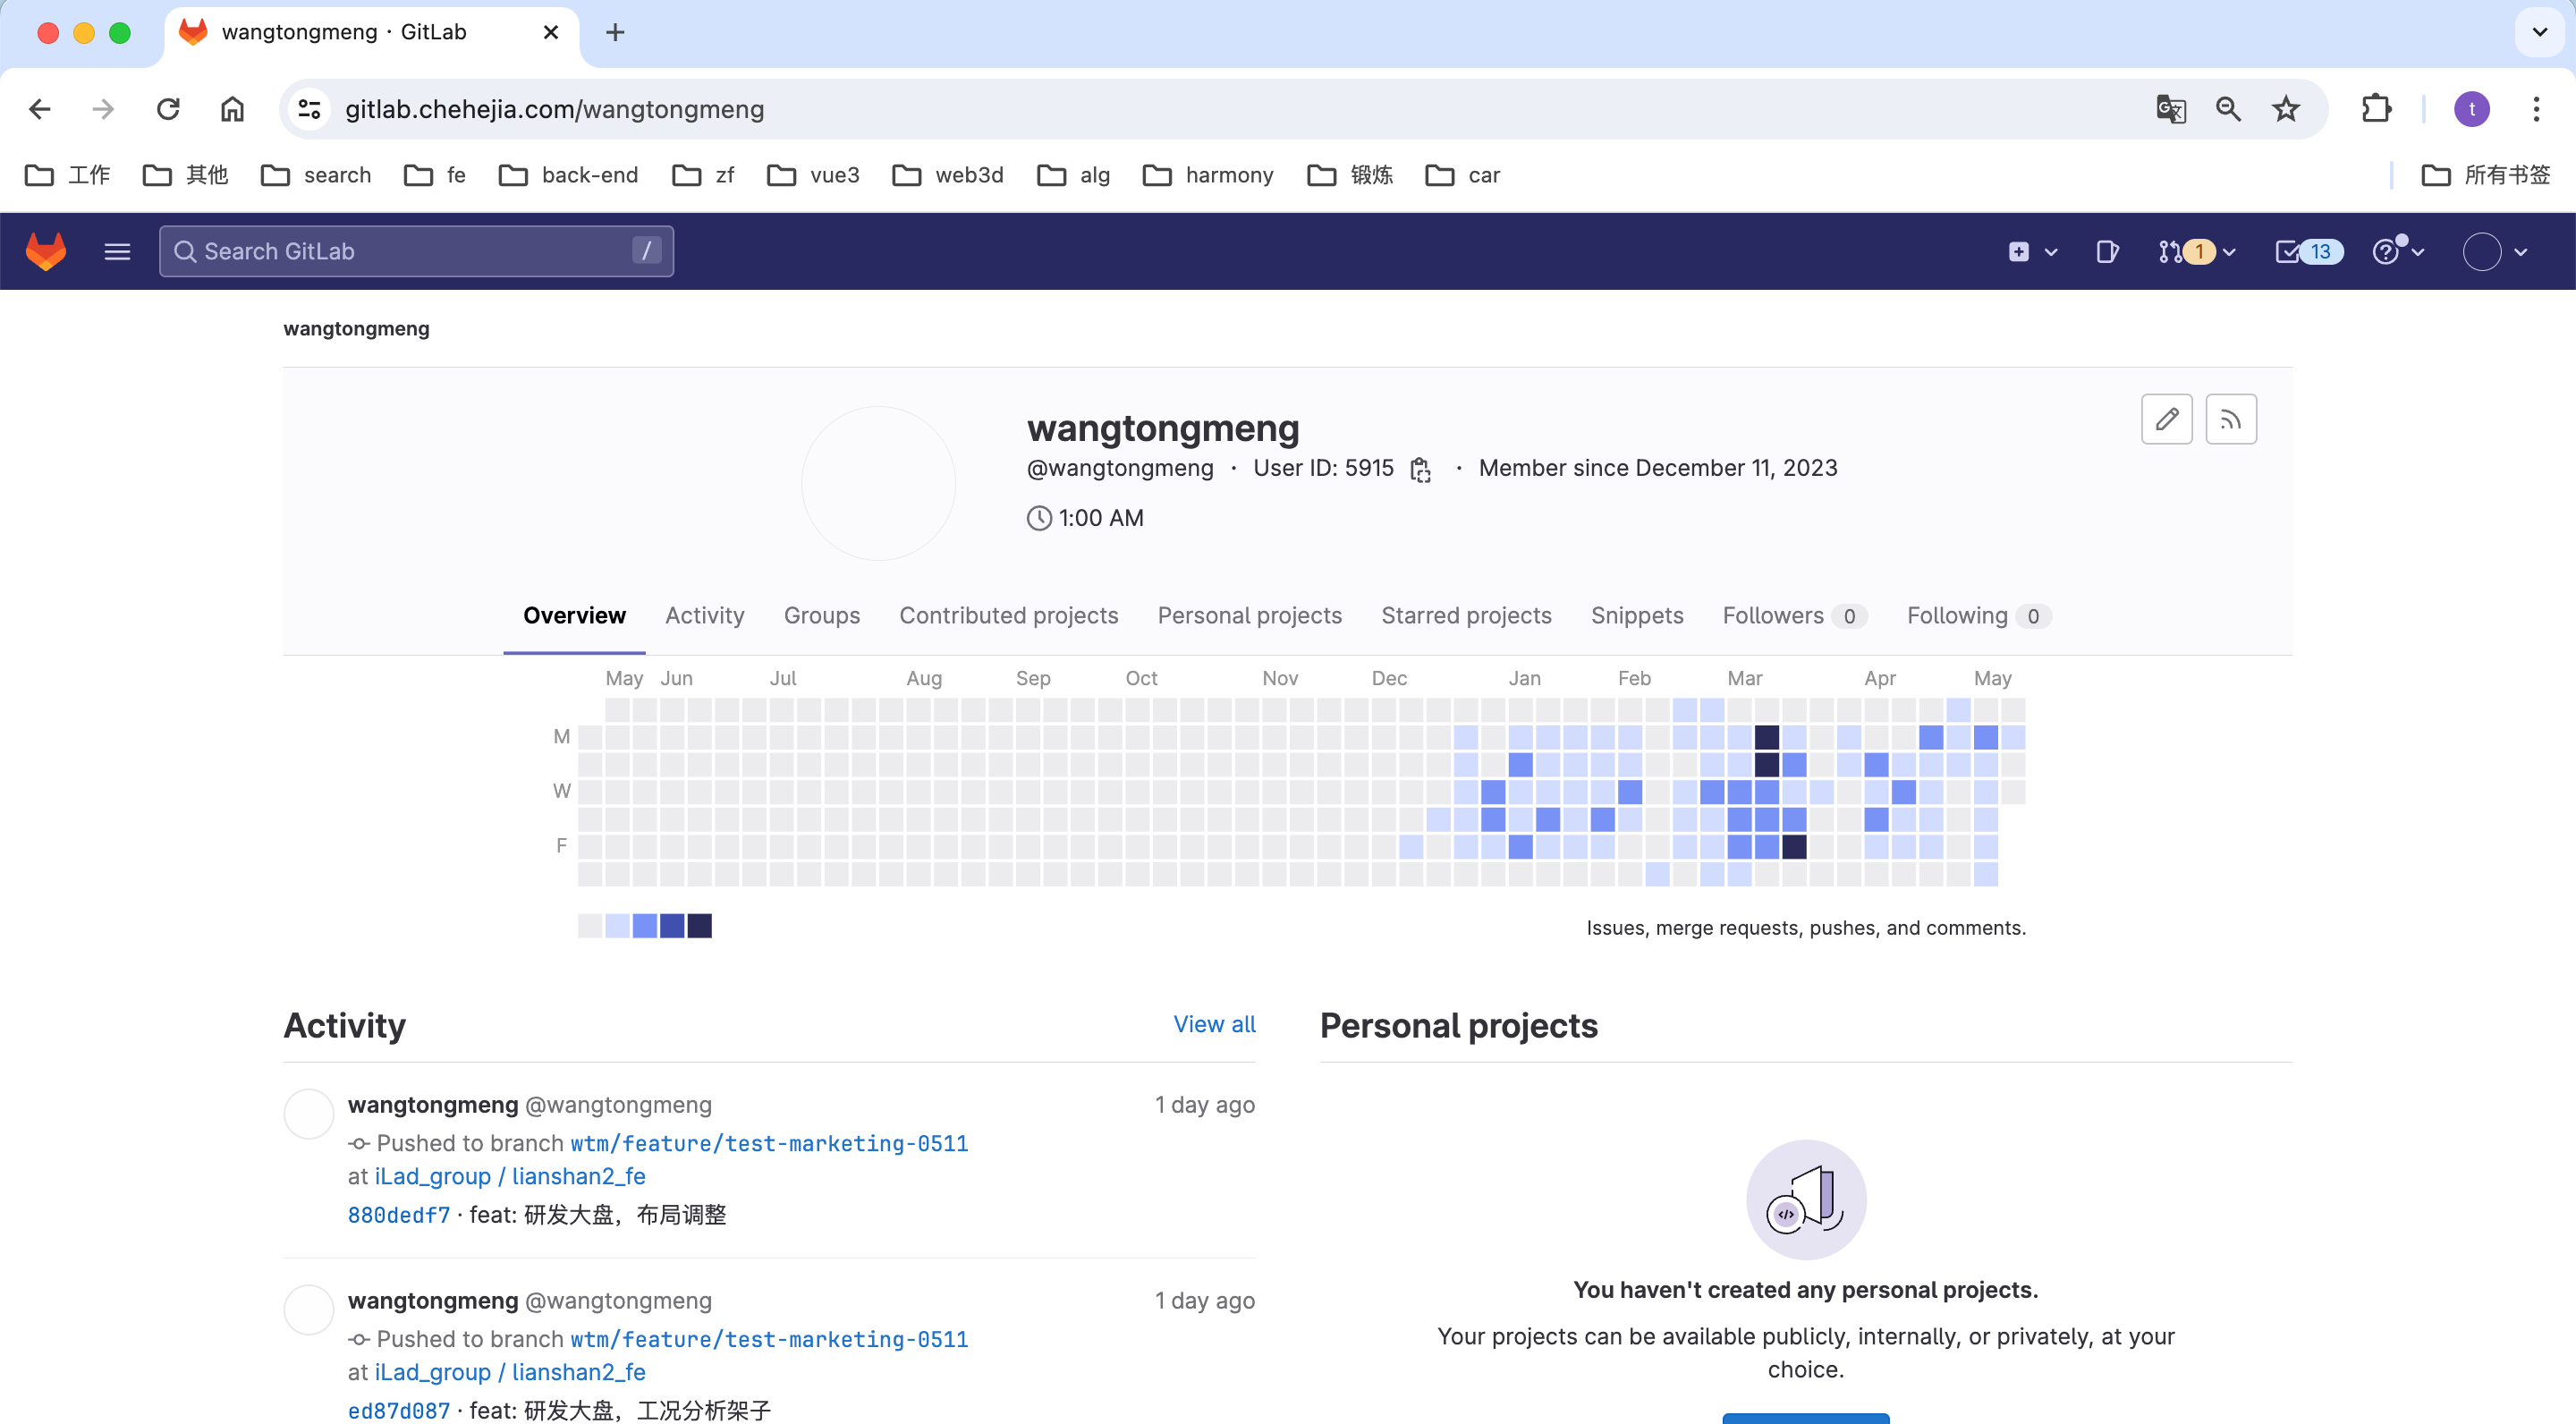 wangtongmeng · GitLab
gitlab.chehejia.com/wangtongmeng
t
工作 其他 search fe back-end zf vue3 web3d alg harmony 锻炼 car 所有书签
Search GitLab /
1 13
wangtongmeng
wangtongmeng
@wangtongmeng · User ID: 5915 · Member since December 11, 2023
1:00 AM
Overview Activity Groups Contributed projects Personal projects Starred projects Snippets Followers 0 Following 0
May Jun Jul Aug Sep Oct Nov Dec Jan Feb Mar Apr May
M
W
F
Issues, merge requests, pushes, and comments.
Activity View all
wangtongmeng @wangtongmeng 1 day ago
Pushed to branch wtm/feature/test-marketing-0511
at iLad_group / lianshan2_fe
880dedf7 · feat: 研发大盘，布局调整
wangtongmeng @wangtongmeng 1 day ago
Pushed to branch wtm/feature/test-marketing-0511
at iLad_group / lianshan2_fe
ed87d087 · feat: 研发大盘，工况分析架子
Personal projects
You haven't created any personal projects.
Your projects can be available publicly, internally, or privately, at your
choice.